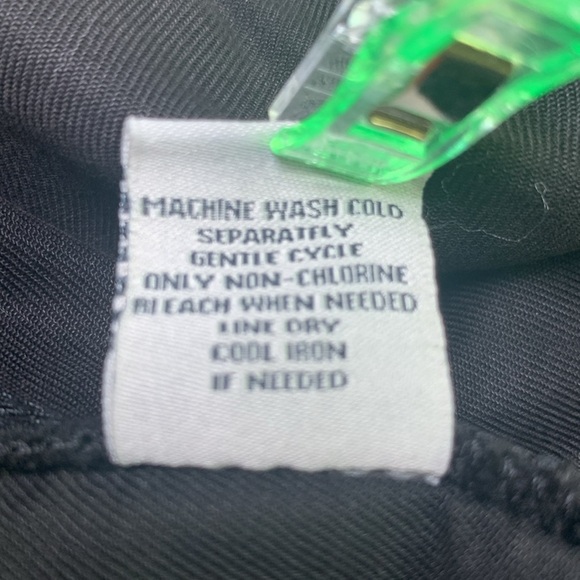 MACHINE WASH COLD
SEPARATELY
GENTLE CYCLE
ONLY NON-CHLORINE
BLEACH WHEN NEEDED
LINE DRY
COOL IRON
IF NEEDED